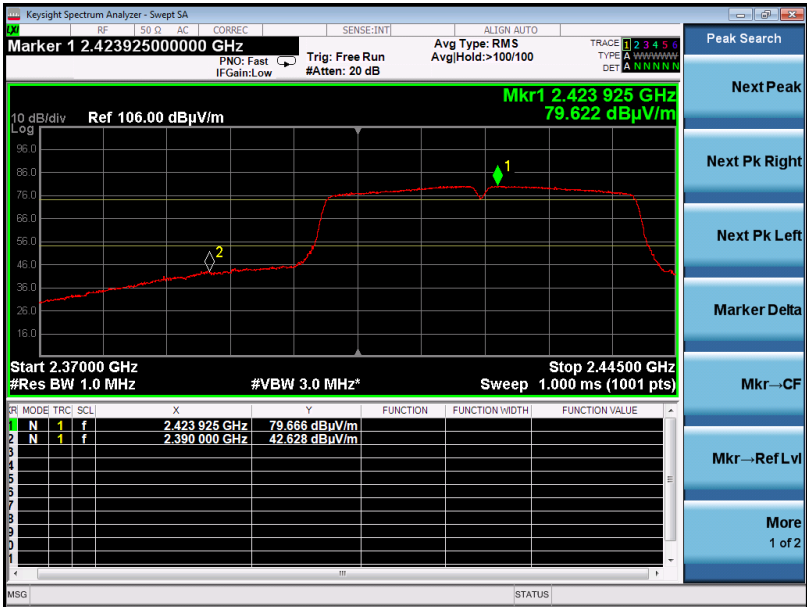 Keysight Spectrum Analyzer - Swept SA
LXI RF 50 Ω AC CORREC SENSE:INT ALIGN AUTO
Marker 1 2.423925000000 GHz
PNO: Fast
IFGain:Low
Trig: Free Run
#Atten: 20 dB
Avg Type: RMS
Avg|Hold:>100/100
TRACE 1 2 3 4 5 6
TYPE A WWWWW
DET A N N N N N
Mkr1 2.423 925 GHz
79.622 dBµV/m
10 dB/div Ref 106.00 dBµV/m
Log
96.0
86.0
76.0
66.0
56.0
46.0
36.0
26.0
16.0
1
2
Start 2.37000 GHz Stop 2.44500 GHz
#Res BW 1.0 MHz #VBW 3.0 MHz* Sweep 1.000 ms (1001 pts)
MODE TRC SCL X Y FUNCTION FUNCTION WIDTH FUNCTION VALUE
1 N 1 f 2.423 925 GHz 79.666 dBµV/m
2 N 1 f 2.390 000 GHz 42.628 dBµV/m
3
4
5
6
7
8
9
MSG STATUS
Peak Search
Next Peak
Next Pk Right
Next Pk Left
Marker Delta
Mkr→CF
Mkr→Ref Lvl
More
1 of 2